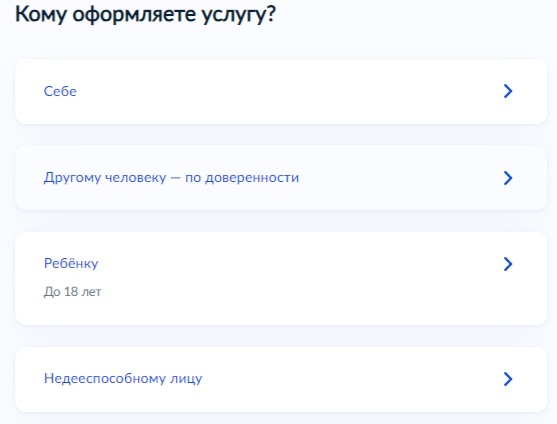 Кому оформляете услугу?
Себе
Другому человеку — по доверенности
Ребёнку
До 18 лет
Недееспособному лицу